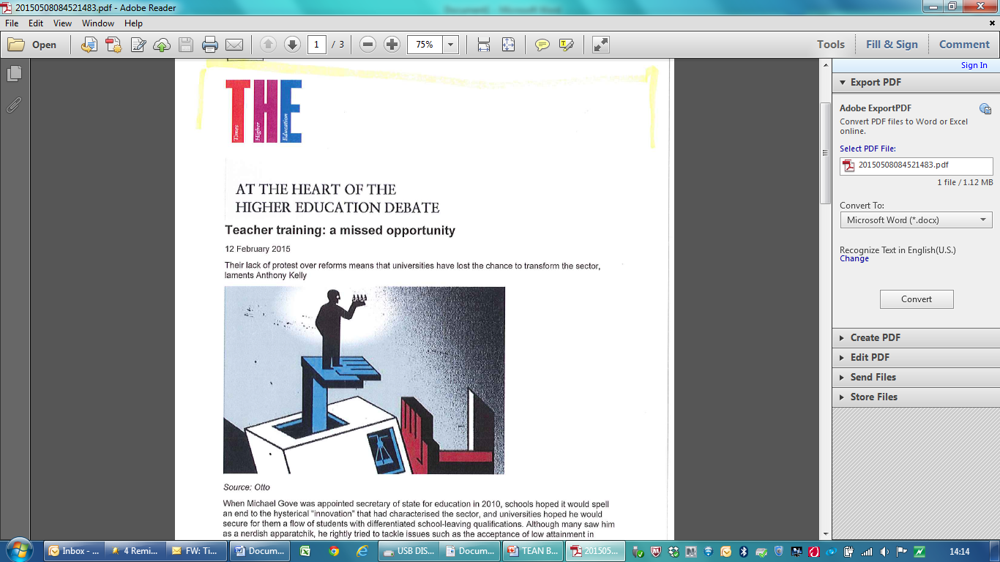 20150508084521483.pdf - Adobe Reader
File Edit View Window Help
Open 1 / 3 75% Tools Fill & Sign Comment
Sign In
Export PDF
Adobe ExportPDF
Convert PDF files to Word or Excel
online.
Select PDF File:
20150508084521483.pdf
1 file / 1.12 MB
Convert To:
Microsoft Word (*.docx)
Recognize Text in English(U.S.)
Change
Convert
Create PDF
Edit PDF
Send Files
Store Files
THE
Times Higher Education
AT THE HEART OF THE
HIGHER EDUCATION DEBATE
Teacher training: a missed opportunity
12 February 2015
Their lack of protest over reforms means that universities have lost the chance to transform the sector,
laments Anthony Kelly
Source: Otto
When Michael Gove was appointed secretary of state for education in 2010, schools hoped it would spell
an end to the hysterical “innovation” that had characterised the sector, and universities hoped he would
secure for them a flow of students with differentiated school-leaving qualifications. Although many saw him
as a nerdish apparatchik, he rightly tried to tackle issues such as the acceptance of low attainment in
Inbox - ... 4 Remi... FW: Ti... Docum... USB DIS... Docum... TEAN B... 201505... 14:14